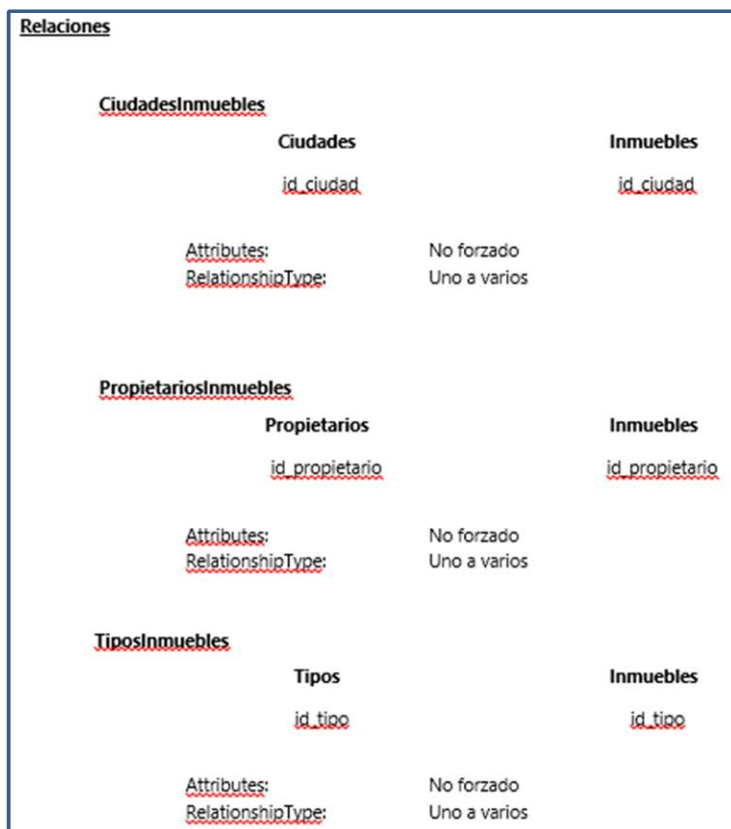 Relaciones
CiudadesInmuebles
Ciudades Inmuebles
id_ciudad id_ciudad
Attributes: No forzado
RelationshipType: Uno a varios
PropietariosInmuebles
Propietarios Inmuebles
id_propietario id_propietario
Attributes: No forzado
RelationshipType: Uno a varios
TiposInmuebles
Tipos Inmuebles
id_tipo id_tipo
Attributes: No forzado
RelationshipType: Uno a varios